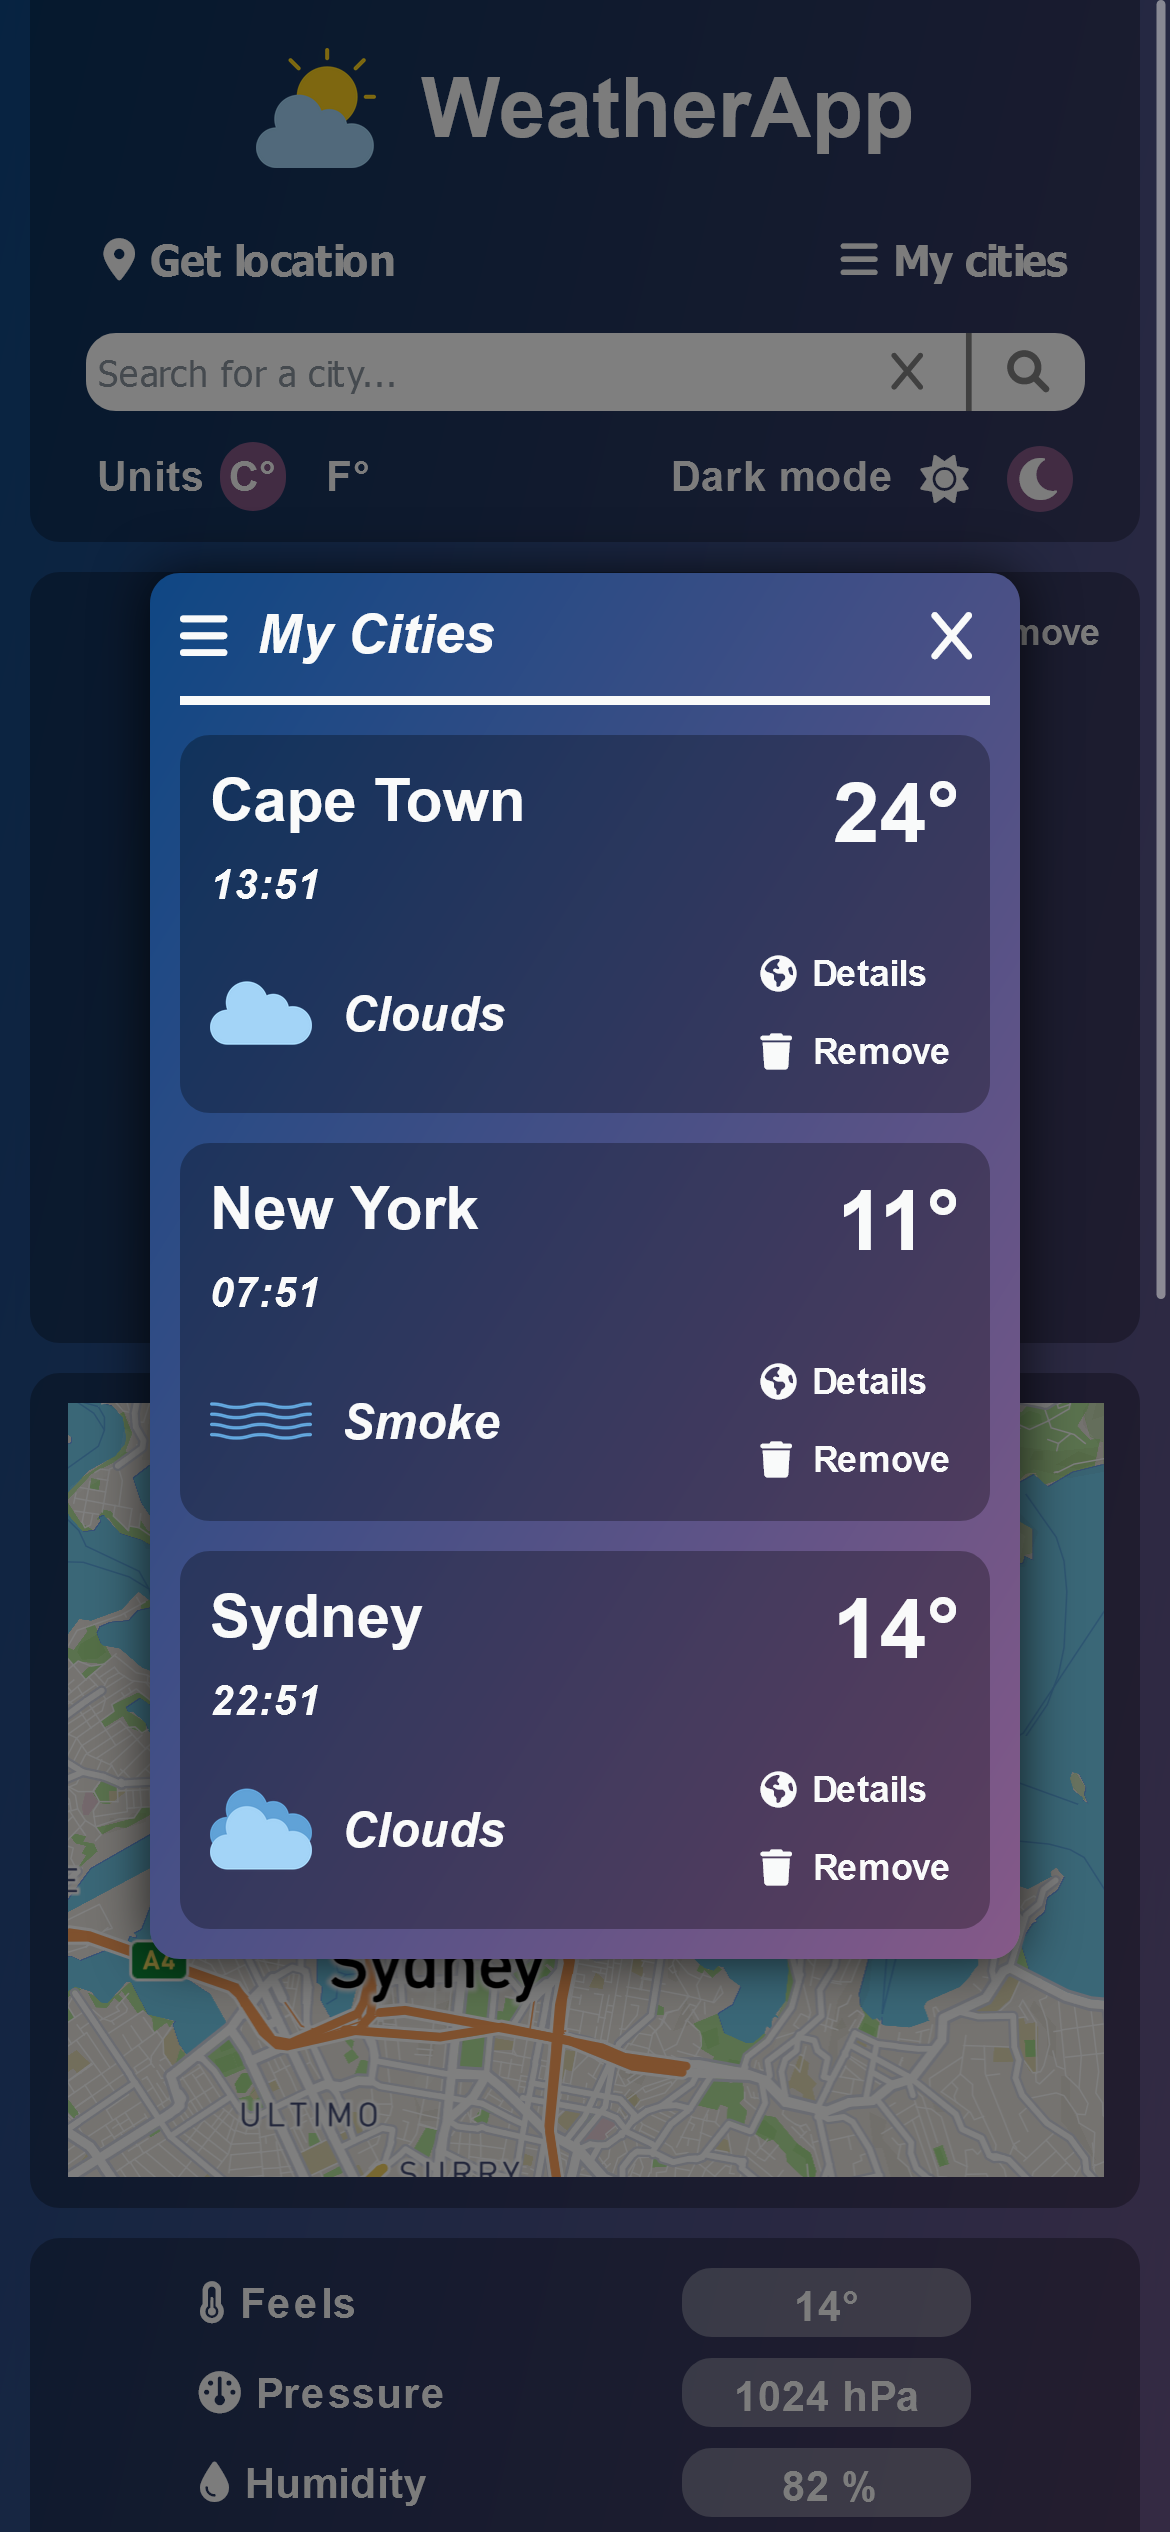 WeatherApp
Get location
My cities
Search for a city...
Units C° F°
Dark mode
My Cities
Cape Town
24°
13:51
Clouds
Details
Remove
New York
11°
07:51
Smoke
Details
Remove
Sydney
14°
22:51
Clouds
Details
Remove
A4
Sydney
ULTIMO
SURRY
Feels
14°
Pressure
1024 hPa
Humidity
82 %